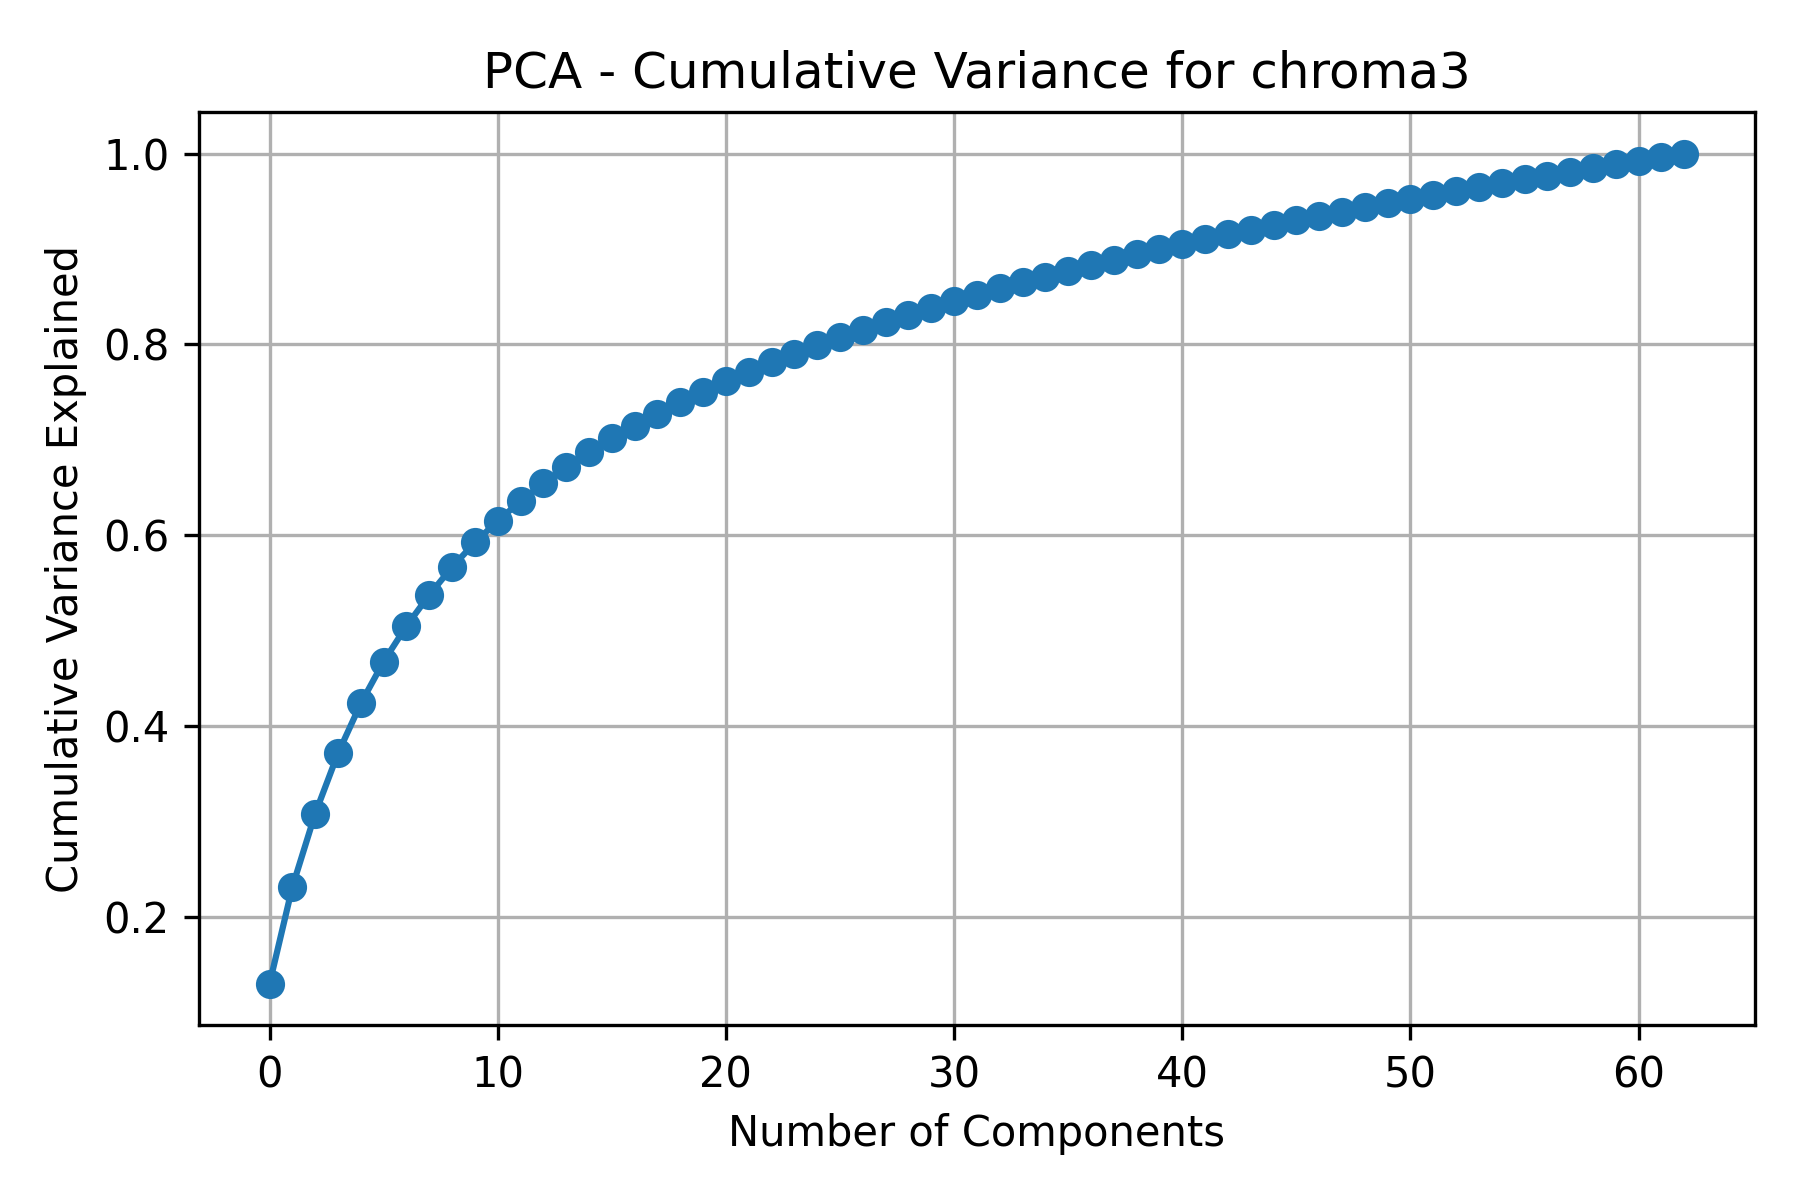 PCA - Cumulative Variance for chroma3
Cumulative Variance Explained
1.0
0.8
0.6
0.4
0.2
0 10 20 30 40 50 60
Number of Components